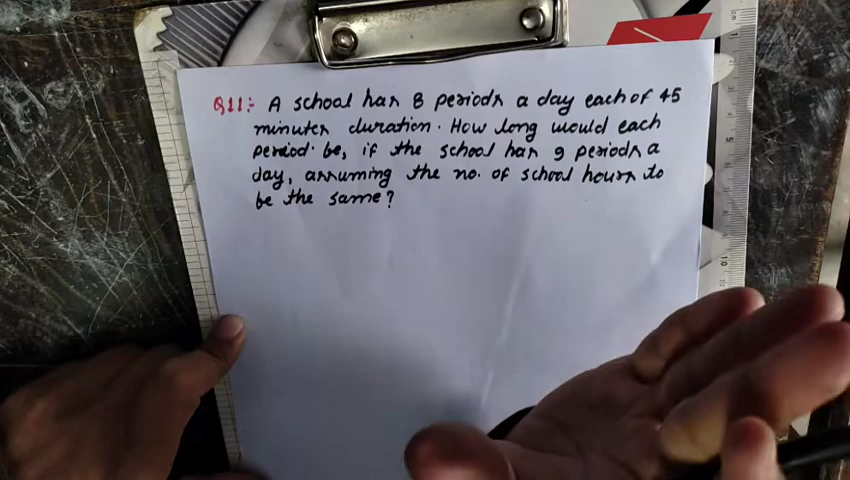 Q11:- A school has 8 periods a day each of 45
minutes duration. How long would each
period be, if the school has 9 periods a
day, assuming the no. of school hours to
be the same?